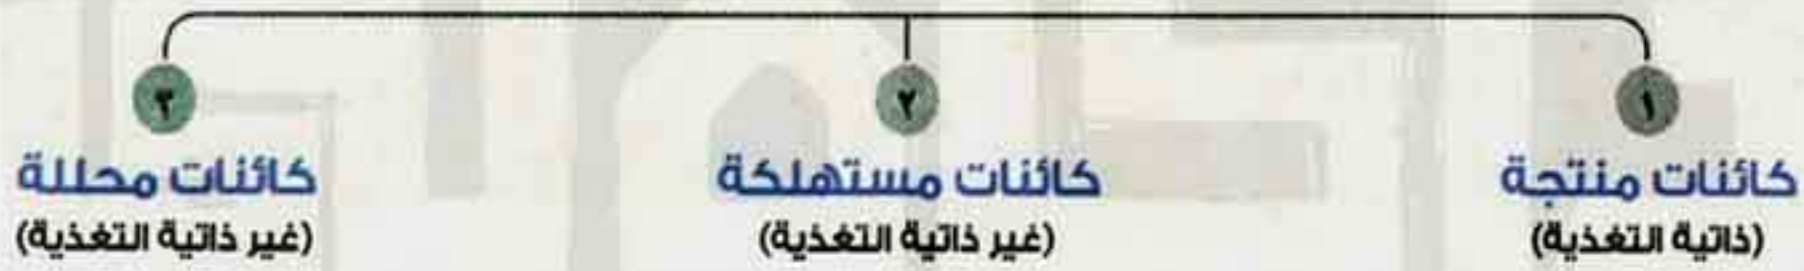 ١ ٢ ٣
كائنات منتجة كائنات مستهلكة كائنات محللة
(ذاتية التغذية) (غير ذاتية التغذية) (غير ذاتية التغذية)